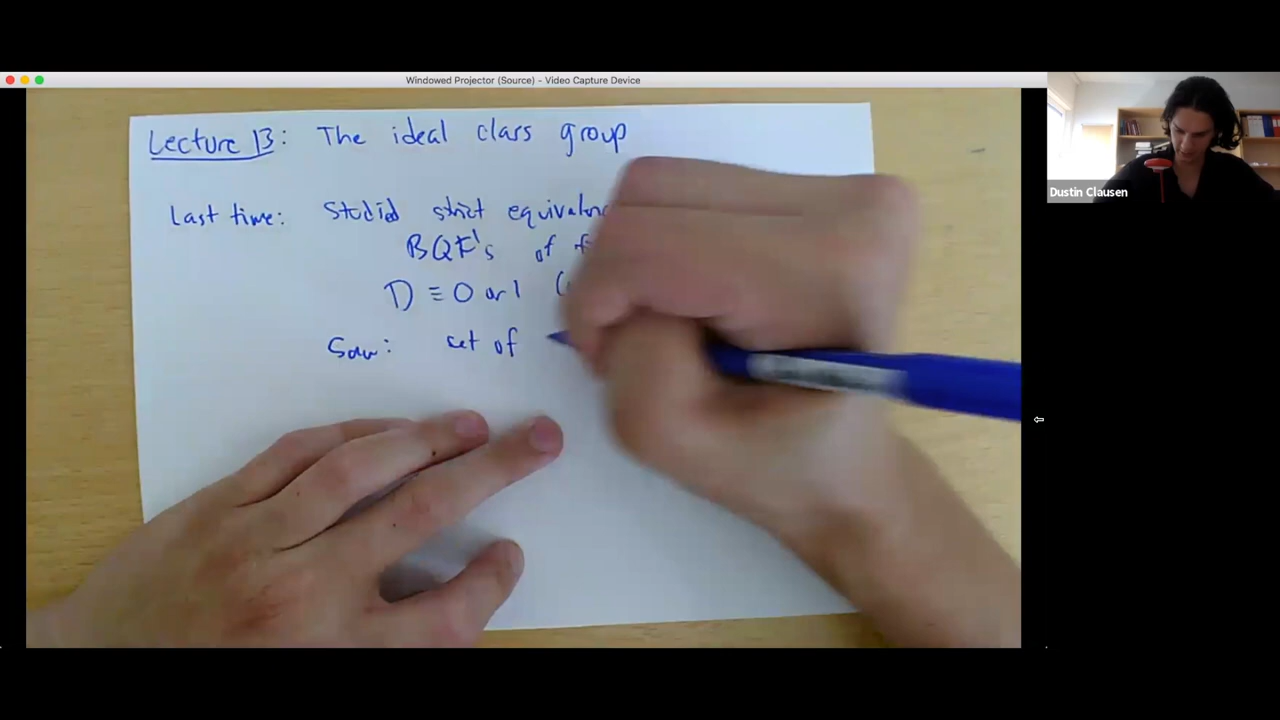 Windowed Projector (Source) - Video Capture Device
Lecture 13: The ideal class group
Dustin Clausen
Last time: Studied strict
BQF's of
D ≡ 0 or 1
Saw: set of